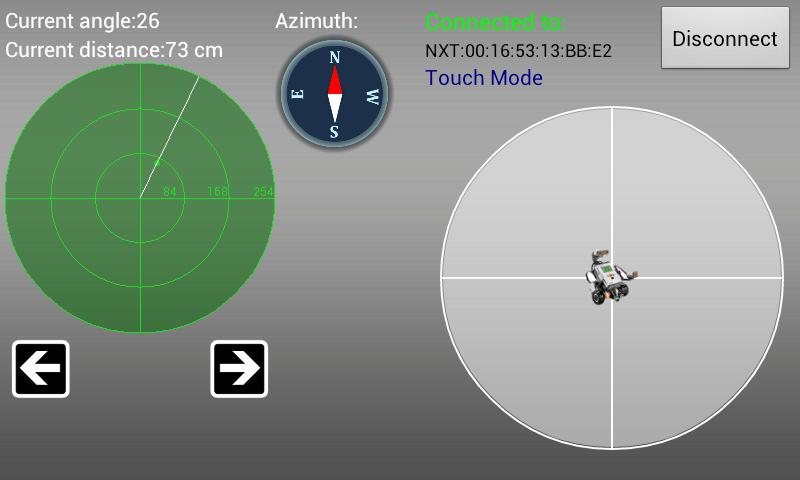 Current angle:26
Current distance:73 cm
Azimuth:
N
E
W
S
Connected to:
NXT:00:16:53:13:BB:E2
Touch Mode
Disconnect
84
168
254